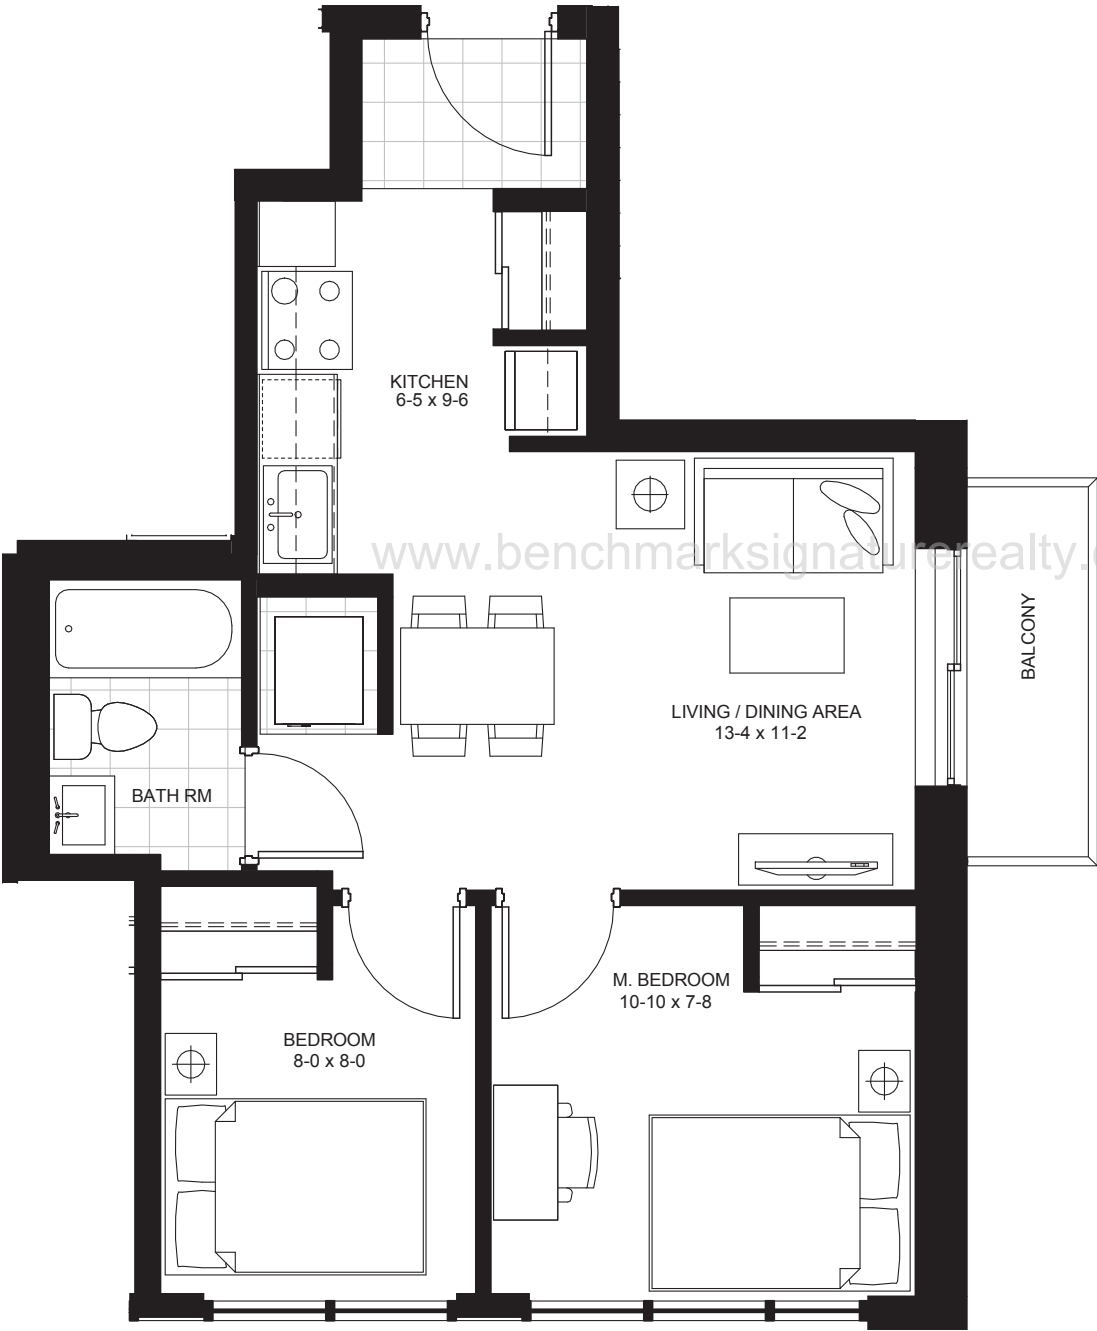 KITCHEN
6-5 x 9-6
www.benchmarksignaturerealty.
BALCONY
LIVING / DINING AREA
13-4 x 11-2
BATH RM
M. BEDROOM
10-10 x 7-8
BEDROOM
8-0 x 8-0